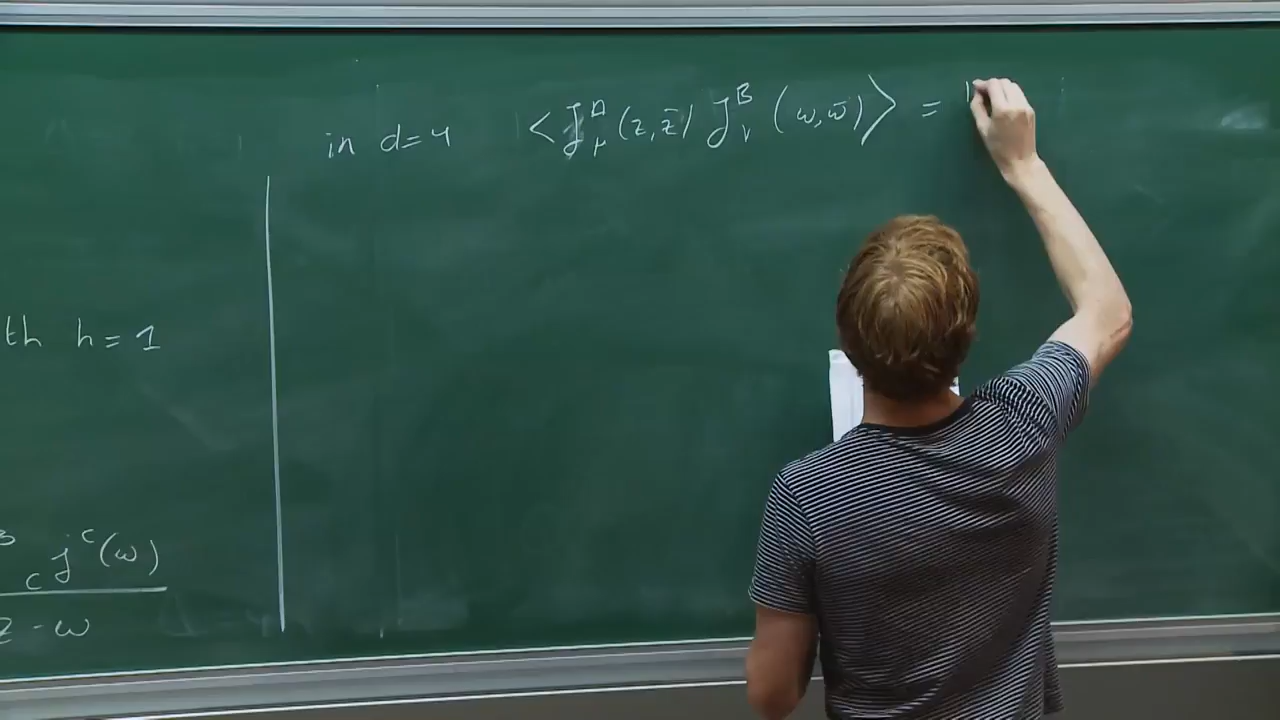 in d=4 < J^A_μ (z, z̄) J^B_ν (ω, ω̄) > =
th h=1
C j^C(ω)
z - ω